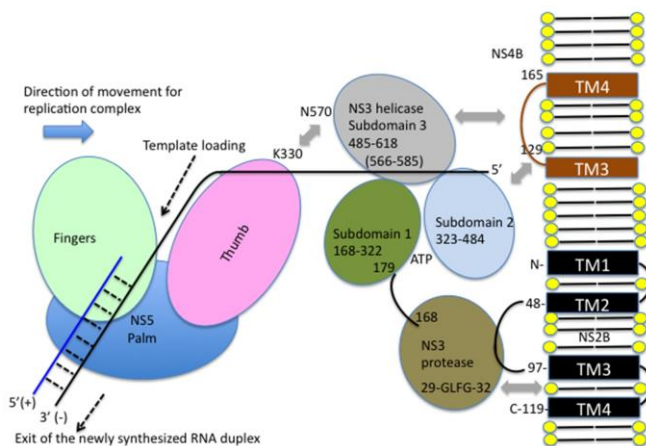 NS4B
165
TM4
129
TM3
Direction of movement for
replication complex
Template loading
N570
K330
NS3 helicase
Subdomain 3
485-618
(566-585)
5'
Fingers
Thumb
NS5
Palm
Subdomain 1
168-322
179
ATP
Subdomain 2
323-484
168
NS3
protease
29-GLFG-32
N-
TM1
48-
TM2
NS2B
97-
TM3
C-119-
TM4
5'(+)
3' (-)
Exit of the newly synthesized RNA duplex